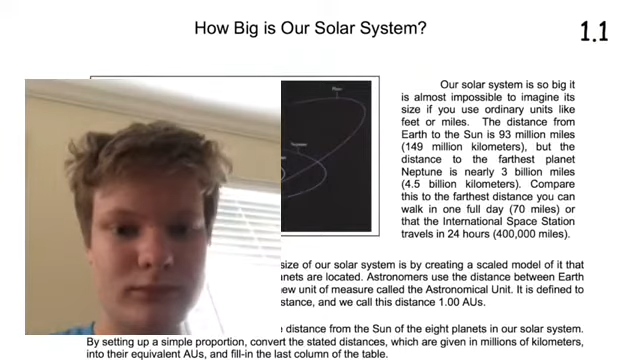 How Big is Our Solar System?
1.1
Our solar system is so big it
is almost impossible to imagine its
size if you use ordinary units like
feet or miles. The distance from
Earth to the Sun is 93 million miles
(149 million kilometers), but the
distance to the farthest planet
Neptune is nearly 3 billion miles
(4.5 billion kilometers). Compare
this to the farthest distance you can
walk in one full day (70 miles) or
that the International Space Station
travels in 24 hours (400,000 miles).
size of our solar system is by creating a scaled model of it that
anets are located. Astronomers use the distance between Earth
new unit of measure called the Astronomical Unit. It is defined to
stance, and we call this distance 1.00 AUs.
e distance from the Sun of the eight planets in our solar system.
By setting up a simple proportion, convert the stated distances, which are given in millions of kilometers,
into their equivalent AUs, and fill-in the last column of the table.